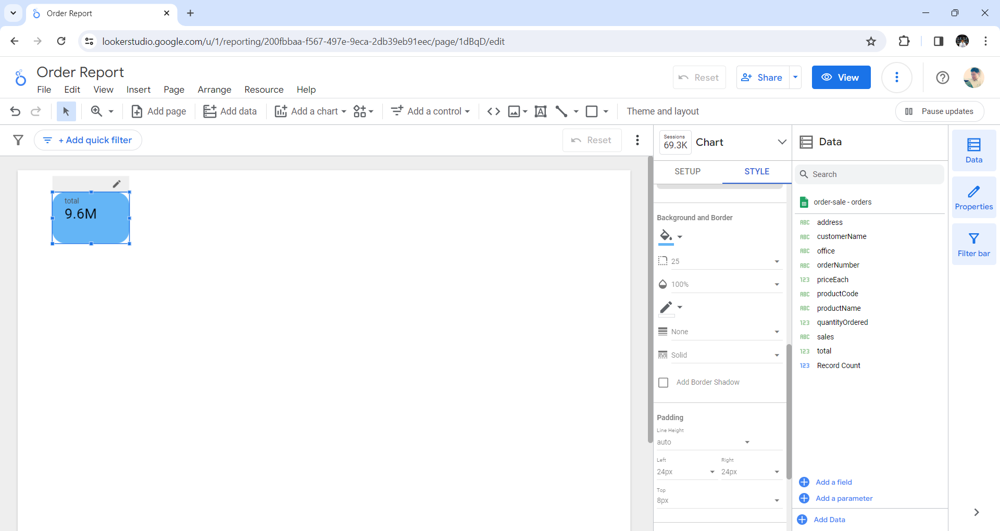 Order Report
lookerstudio.google.com/u/1/reporting/200fbbaa-f567-497e-9eca-2db39eb91eec/page/1dBqD/edit
Order Report
File Edit View Insert Page Arrange Resource Help
Reset
Share
View
Add page
Add data
Add a chart
Add a control
Theme and layout
Pause updates
+ Add quick filter
Reset
total
9.6M
Sessions
69.3K
Chart
SETUP
STYLE
Background and Border
25
100%
None
Solid
Add Border Shadow
Padding
Line Height
auto
Left
Right
24px
24px
Top
8px
Data
Search
order-sale - orders
ABC address
ABC customerName
ABC office
ABC orderNumber
123 priceEach
ABC productCode
ABC productName
123 quantityOrdered
ABC sales
123 total
123 Record Count
Add a field
Add a parameter
Add Data
Data
Properties
Filter bar